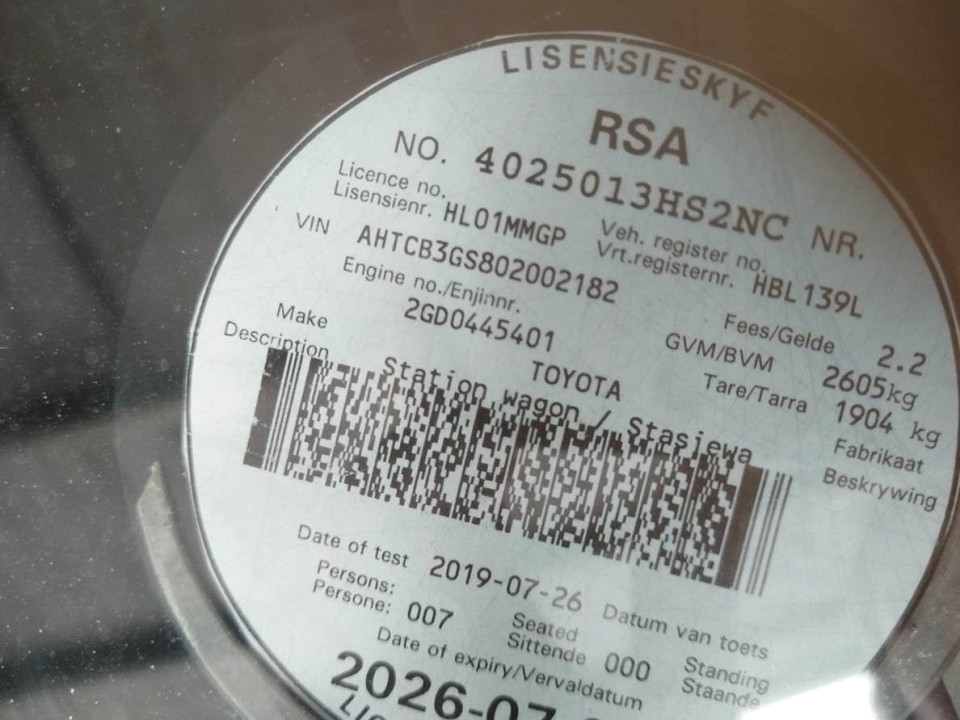 LISENSIESKYF
RSA
NO. 4025013HS2NC NR.
Licence no. Veh. register no.
Lisensienr. HL01MMGP Vrt.registernr. HBL139L
VIN AHTCB3GS802002182
Engine no./Enjinnr. Fees/Gelde 2.2
2GD0445401 GVM/BVM 2605kg
Make TOYOTA Tare/Tarra 1904 kg
Fabrikaat
Description Station wagon / Stasiewa Beskrywing
Date of test 2019-07-26 Datum van toets
Persons: Seated Standing
Persone: 007 Sittende 000 Staande
Date of expiry/Vervaldatum
2026-07